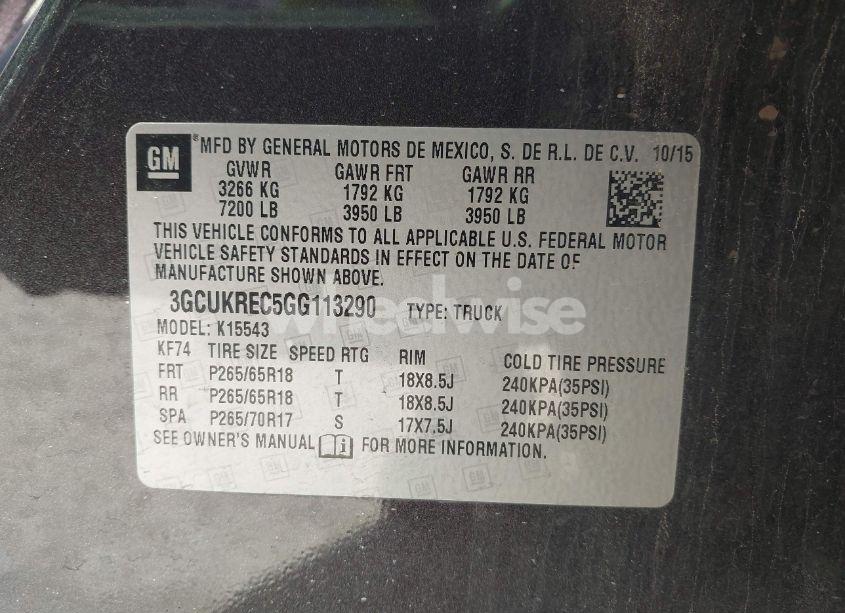 GM ® MFD BY GENERAL MOTORS DE MEXICO, S. DE R.L. DE C.V. 10/15
GVWR GAWR FRT GAWR RR
3266 KG 1792 KG 1792 KG
7200 LB 3950 LB 3950 LB
THIS VEHICLE CONFORMS TO ALL APPLICABLE U.S. FEDERAL MOTOR
VEHICLE SAFETY STANDARDS IN EFFECT ON THE DATE OF
MANUFACTURE SHOWN ABOVE.
3GCUKREC5GG113290 TYPE: TRUCK
wheelwise
MODEL: K15543
KF74 TIRE SIZE SPEED RTG RIM COLD TIRE PRESSURE
FRT P265/65R18 T 18X8.5J 240KPA(35PSI)
RR P265/65R18 T 18X8.5J 240KPA(35PSI)
SPA P265/70R17 S 17X7.5J 240KPA(35PSI)
SEE OWNER'S MANUAL i FOR MORE INFORMATION.